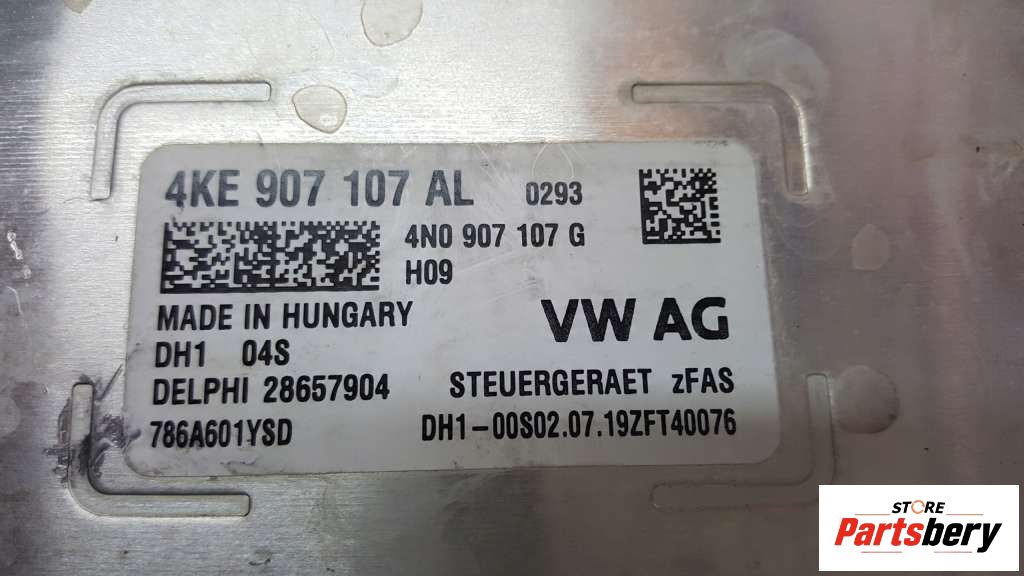 4KE 907 107 AL 0293
4N0 907 107 G
H09
MADE IN HUNGARY
VW AG
DH1 04S
DELPHI 28657904
STEUERGERAET zFAS
786A601YSD
DH1-00S02.07.19ZFT40076
STORE
Partsbery